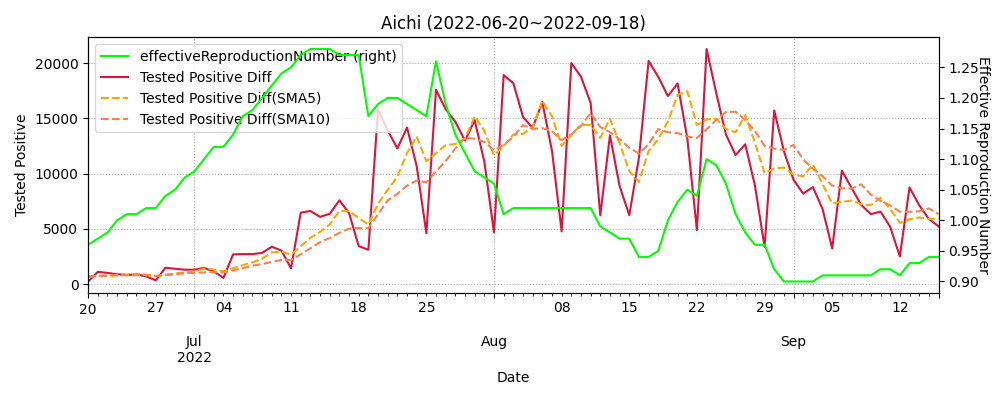 Aichi (2022-06-20~2022-09-18)
effectiveReproductionNumber (right)
Tested Positive Diff
Tested Positive Diff(SMA5)
Tested Positive Diff(SMA10)
Tested Positive
20000
15000
10000
5000
0
Effective Reproduction Number
1.25
1.20
1.15
1.10
1.05
1.00
0.95
0.90
20 27 04 11 18 25 08 15 22 29 05 12
Jul Aug Sep
2022
Date